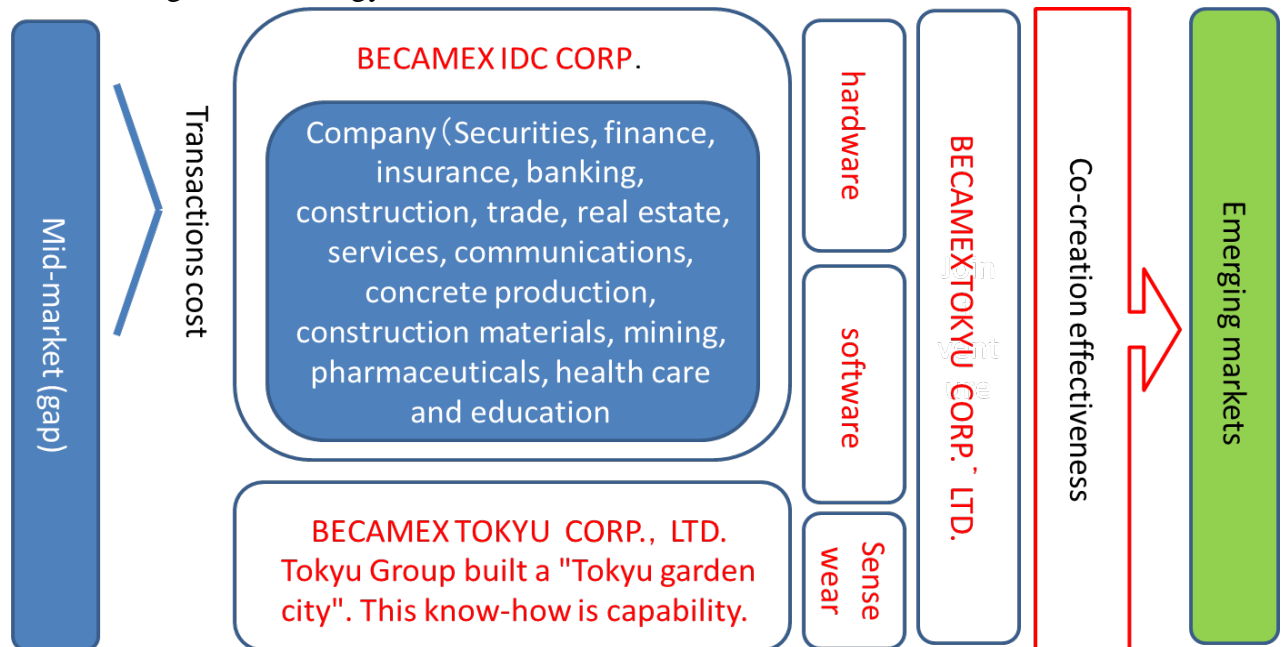 Mid-market (gap)
Transactions cost
BECAMEX IDC CORP.
Company（Securities, finance,
insurance, banking,
construction, trade, real estate,
services, communications,
concrete production,
construction materials, mining,
pharmaceuticals, health care
and education
BECAMEX TOKYU CORP., LTD.
Tokyu Group built a "Tokyu garden
city". This know-how is capability.
hardware
software
Sense
wear
BECAMEX TOKYU CORP., LTD.
Co-creation effectiveness
Emerging markets